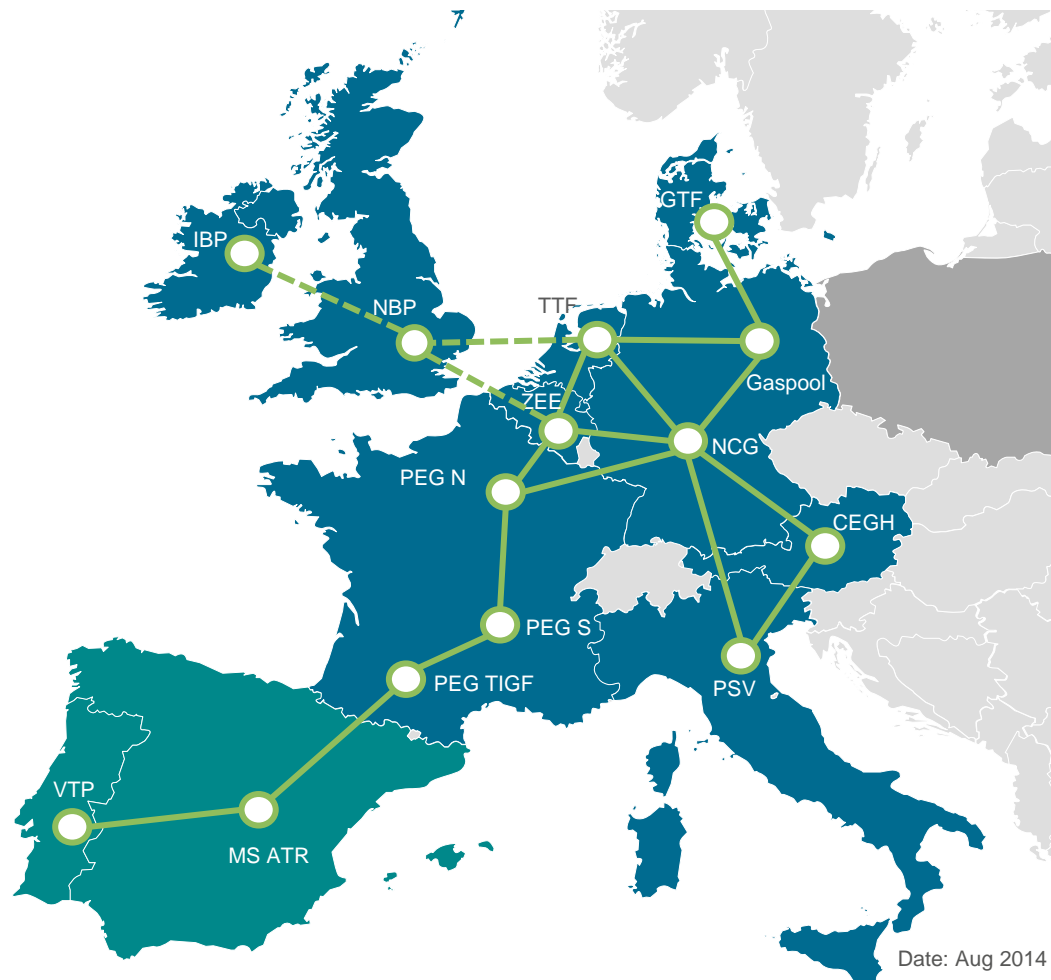 GTF
IBP
NBP
TTF
Gaspool
ZEE
NCG
PEG N
CEGH
PEG S
PEG TIGF
PSV
VTP
MS ATR
Date: Aug 2014